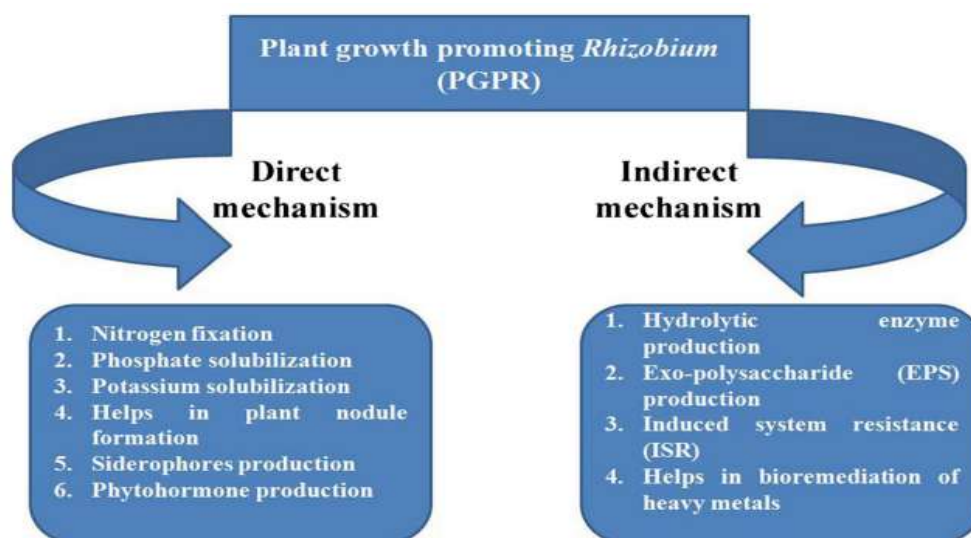 Plant growth promoting Rhizobium
(PGPR)
Direct
mechanism
Indirect
mechanism
1. Nitrogen fixation
2. Phosphate solubilization
3. Potassium solubilization
4. Helps in plant nodule
formation
5. Siderophores production
6. Phytohormone production
1. Hydrolytic enzyme
production
2. Exo-polysaccharide (EPS)
production
3. Induced system resistance
(ISR)
4. Helps in bioremediation of
heavy metals